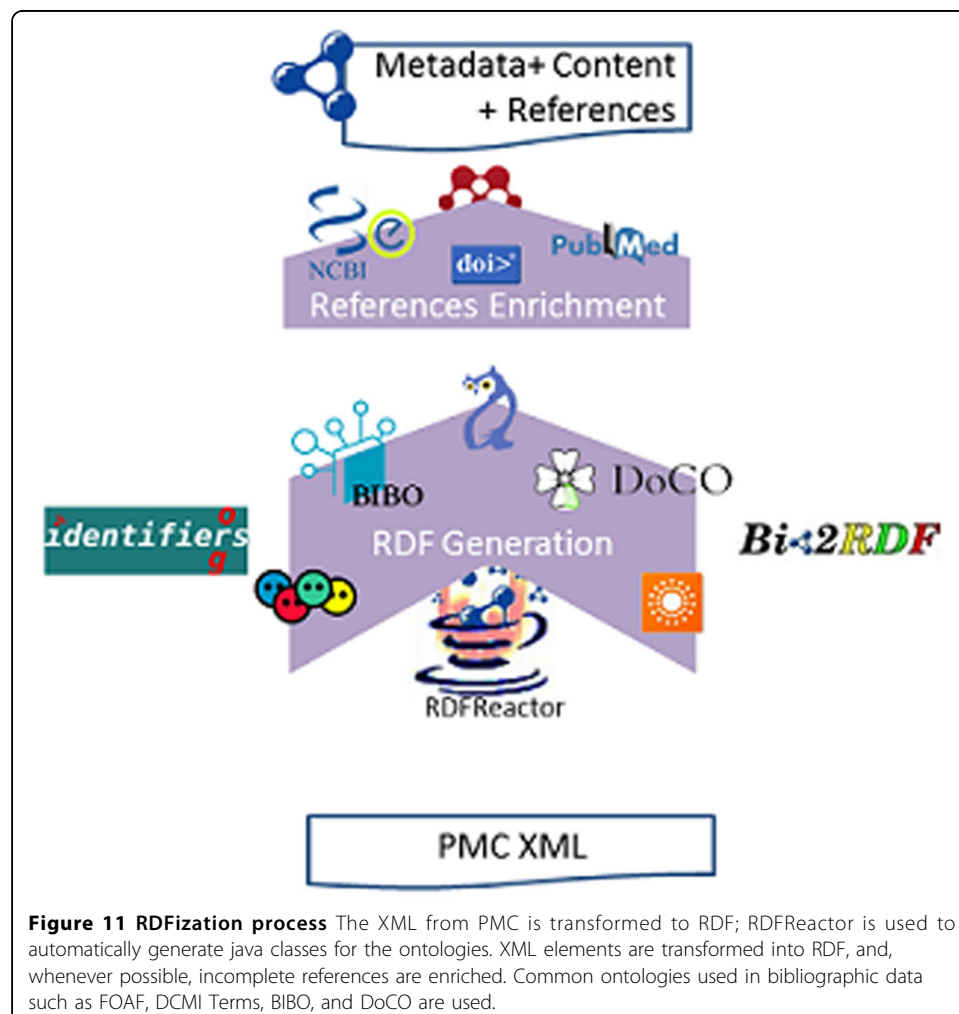 Metadata+ Content
+ References
NCBI
e
doi>
PubMed
References Enrichment
BIBO
DoCO
identifiers
org
RDF Generation
Bio2RDF
RDFReactor
PMC XML
Figure 11 RDFization process The XML from PMC is transformed to RDF; RDFReactor is used to
automatically generate java classes for the ontologies. XML elements are transformed into RDF, and,
whenever possible, incomplete references are enriched. Common ontologies used in bibliographic data
such as FOAF, DCMI Terms, BIBO, and DoCO are used.